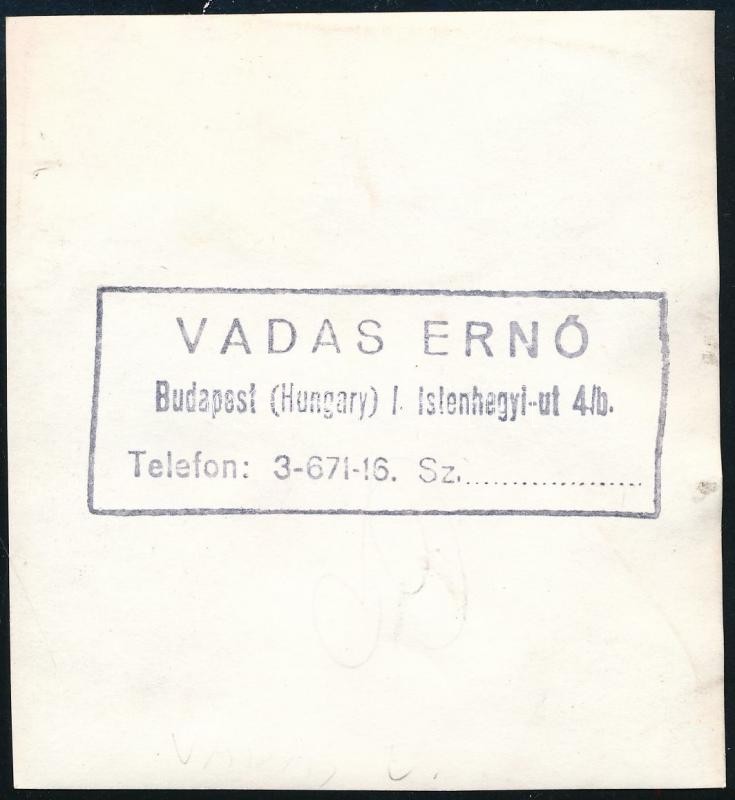 VADAS ERNŐ
Budapest (Hungary) I. Istenhegyi-ut 4/b.
Telefon: 3-671-16. Sz....................